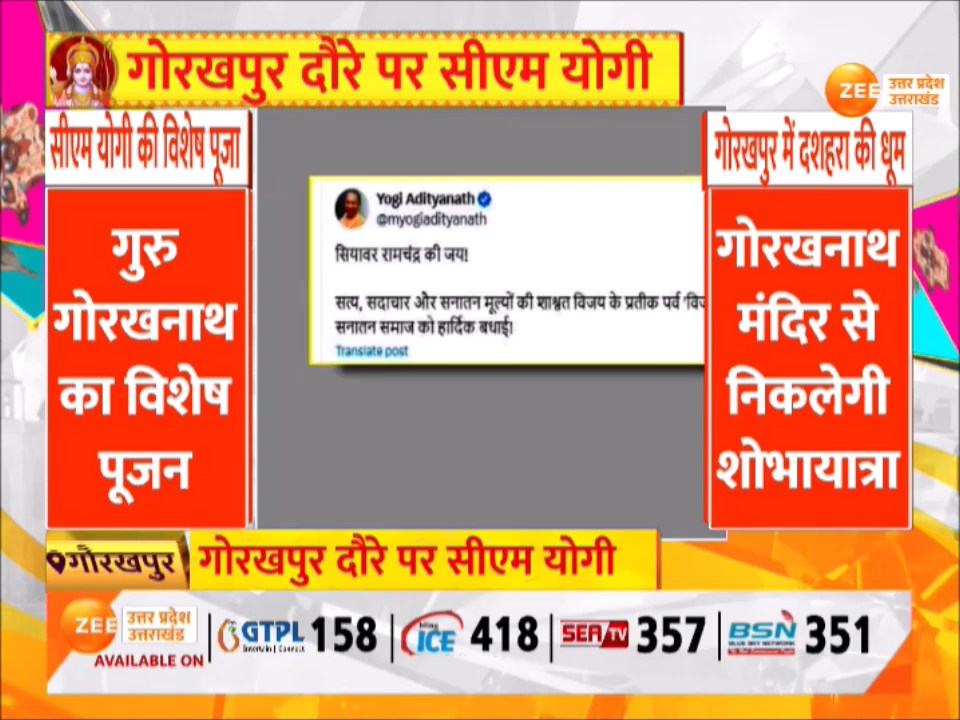 गोरखपुर दौरे पर सीएम योगी
ZEE उत्तर प्रदेश
उत्तराखंड
सीएम योगी की विशेष पूजा
गुरु
गोरखनाथ
का विशेष
पूजन
Yogi Adityanath
@myogiadityanath
सियावर रामचंद्र की जय!
सत्य, सदाचार और सनातन मूल्यों की शाश्वत विजय के प्रतीक पर्व
सनातन समाज को हार्दिक बधाई!
Translate post
गोरखपुर में दशहरा की धूम
गोरखनाथ
मंदिर से
निकलेगी
शोभायात्रा
गोरखपुर
गोरखपुर दौरे पर सीएम योगी
ZEE उत्तर प्रदेश
उत्तराखंड
AVAILABLE ON
GTPL 158
ICE 418
SEA TV 357
BSN 351